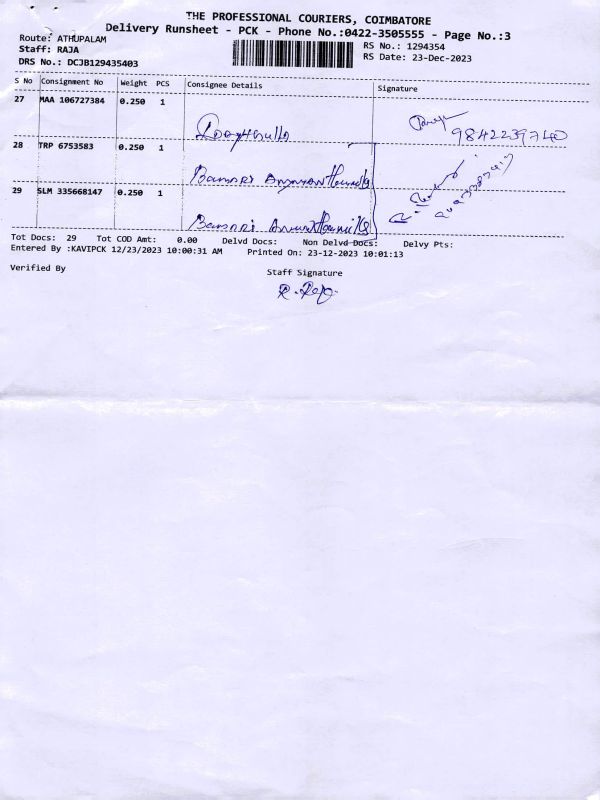 THE PROFESSIONAL COURIERS, COIMBATORE
Delivery Runsheet - PCK - Phone No.:0422-3505555 - Page No.:3
Route: ATHUPALAM
RS No.: 1294354
Staff: RAJA
RS Date: 23-Dec-2023
DRS No.: DCJB129435403
S No Consignment No Weight PCS Consignee Details Signature
27 MAA 106727384 0.250 1
9842239740
28 TRP 6753583 0.250 1
Bannari
29 SLM 335668147 0.250 1
Bannari
Tot Docs: 29 Tot COD Amt: 0.00 Delvd Docs: Non Delvd Docs: Delvy Pts:
Entered By :KAVIPCK 12/23/2023 10:00:31 AM Printed On: 23-12-2023 10:01:13
Verified By
Staff Signature
R. Raja